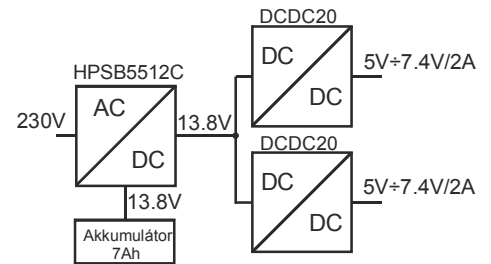 DCDC20
DC
5V÷7.4V/2A
DC
HPSB5512C
AC
230V
13.8V
DC
DCDC20
DC
5V÷7.4V/2A
DC
13.8V
Akkumulátor
7Ah